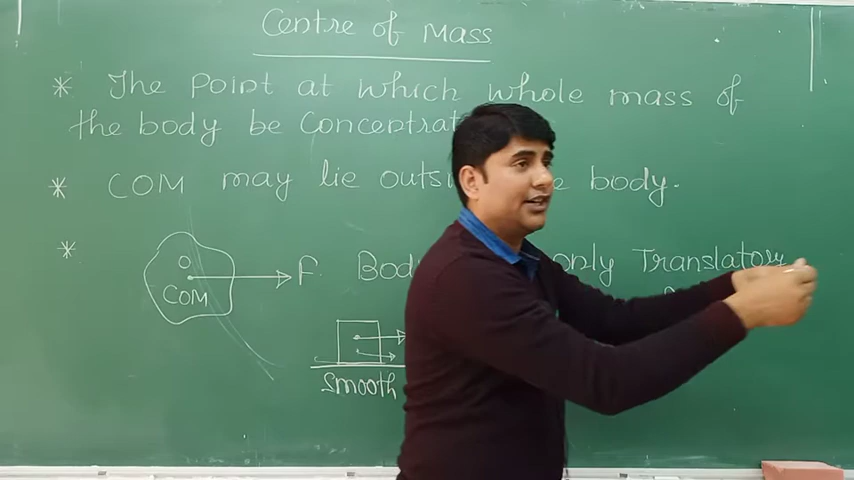 Centre of Mass
* The Point at which whole mass of
the body be Concentrat
* COM may lie outsi e body.
* O F. Bod only Translatory
COM
Smooth